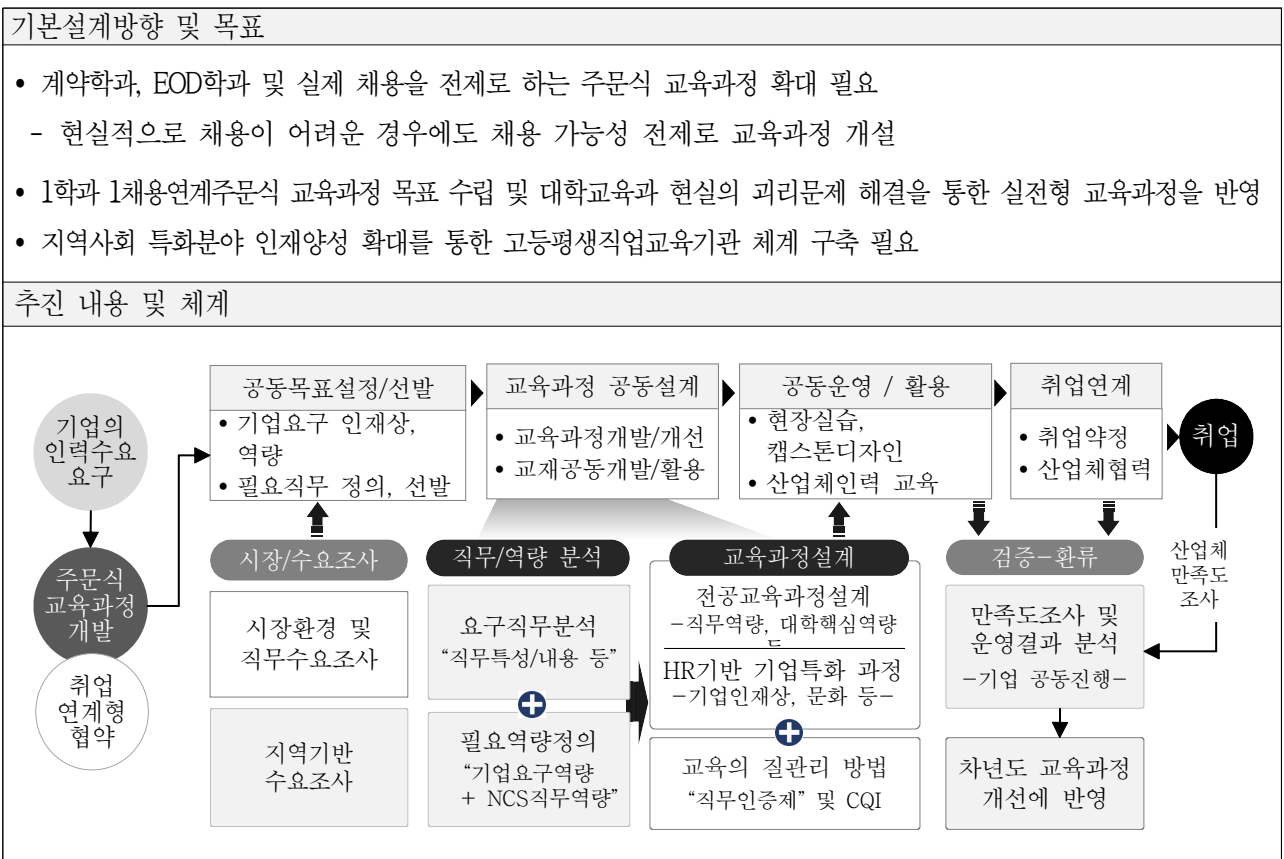 기본설계방향 및 목표
• 계약학과, EOD학과 및 실제 채용을 전제로 하는 주문식 교육과정 확대 필요
- 현실적으로 채용이 어려운 경우에도 채용 가능성 전제로 교육과정 개설
• 1학과 1채용연계주문식 교육과정 목표 수립 및 대학교육과 현실의 괴리문제 해결을 통한 실전형 교육과정을 반영
• 지역사회 특화분야 인재양성 확대를 통한 고등평생직업교육기관 체계 구축 필요
추진 내용 및 체계
기업의
인력수요
요구
주문식
교육과정
개발
취업
연계형
협약
공동목표설정/선발
• 기업요구 인재상,
역량
• 필요직무 정의, 선발
교육과정 공동설계
• 교육과정개발/개선
• 교재공동개발/활용
공동운영 / 활용
• 현장실습,
캡스톤디자인
• 산업체인력 교육
취업연계
• 취업약정
• 산업체협력
취업
시장/수요조사
시장환경 및
직무수요조사
지역기반
수요조사
직무/역량 분석
요구직무분석
“직무특성/내용 등”
필요역량정의
“기업요구역량
+ NCS직무역량”
교육과정설계
전공교육과정설계
-직무역량, 대학핵심역량
HR기반 기업특화 과정
-기업인재상, 문화 등-
교육의 질관리 방법
“직무인증제” 및 CQI
검증-환류
만족도조사 및
운영결과 분석
-기업 공동진행-
차년도 교육과정
개선에 반영
산업체
만족도
조사